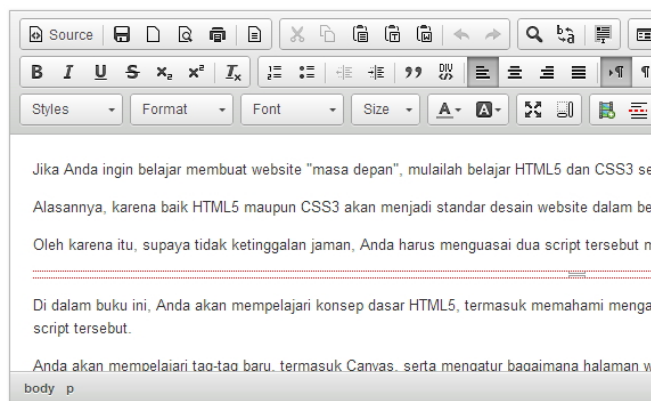 Source
B I U S x₂ x² Iₓ
Styles Format Font Size A A
Jika Anda ingin belajar membuat website "masa depan", mulailah belajar HTML5 dan CSS3 se
Alasannya, karena baik HTML5 maupun CSS3 akan menjadi standar desain website dalam be
Oleh karena itu, supaya tidak ketinggalan jaman, Anda harus menguasai dua script tersebut
Di dalam buku ini, Anda akan mempelajari konsep dasar HTML5, termasuk memahami menga
script tersebut.
Anda akan mempelajari tag-tag baru, termasuk Canvas, serta mengatur bagaimana halaman w
body p